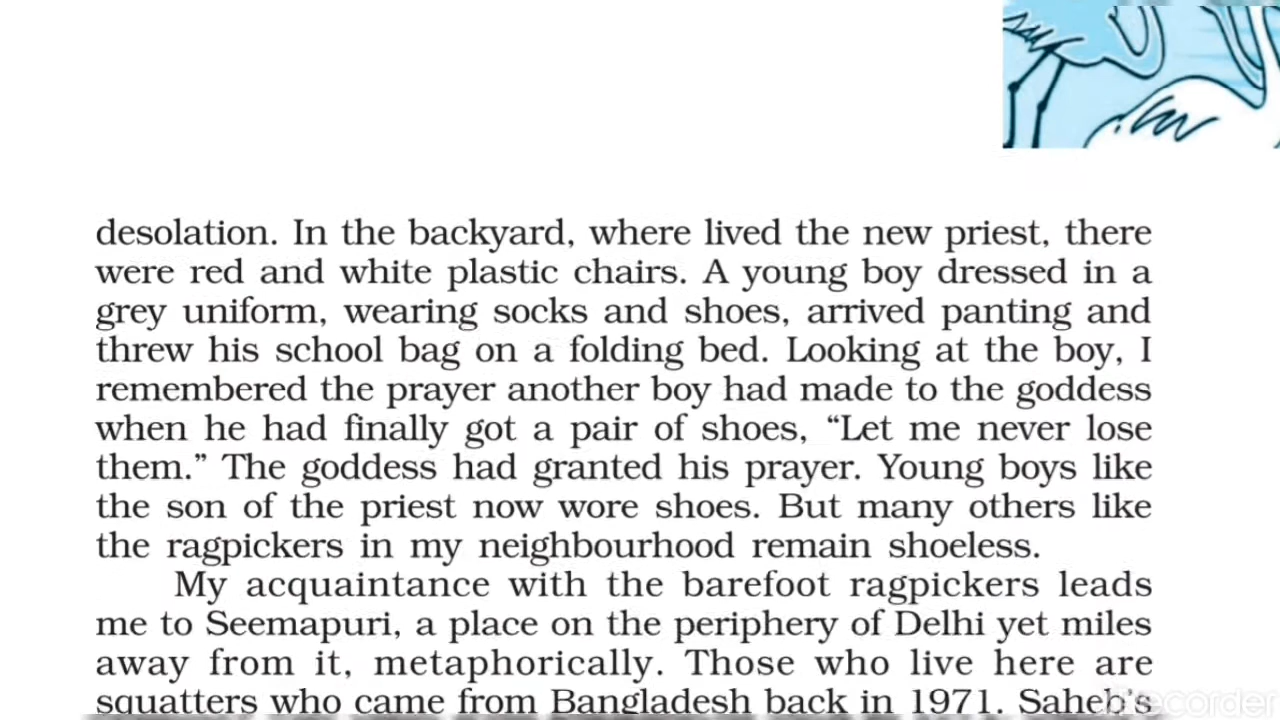 desolation. In the backyard, where lived the new priest, there
were red and white plastic chairs. A young boy dressed in a
grey uniform, wearing socks and shoes, arrived panting and
threw his school bag on a folding bed. Looking at the boy, I
remembered the prayer another boy had made to the goddess
when he had finally got a pair of shoes, “Let me never lose
them.” The goddess had granted his prayer. Young boys like
the son of the priest now wore shoes. But many others like
the ragpickers in my neighbourhood remain shoeless.
My acquaintance with the barefoot ragpickers leads
me to Seemapuri, a place on the periphery of Delhi yet miles
away from it, metaphorically. Those who live here are
squatters who came from Bangladesh back in 1971. Saheb’s